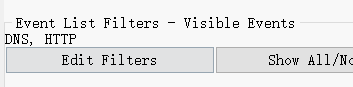 Event List Filters - Visible Events
DNS, HTTP
Edit Filters
Show All/No